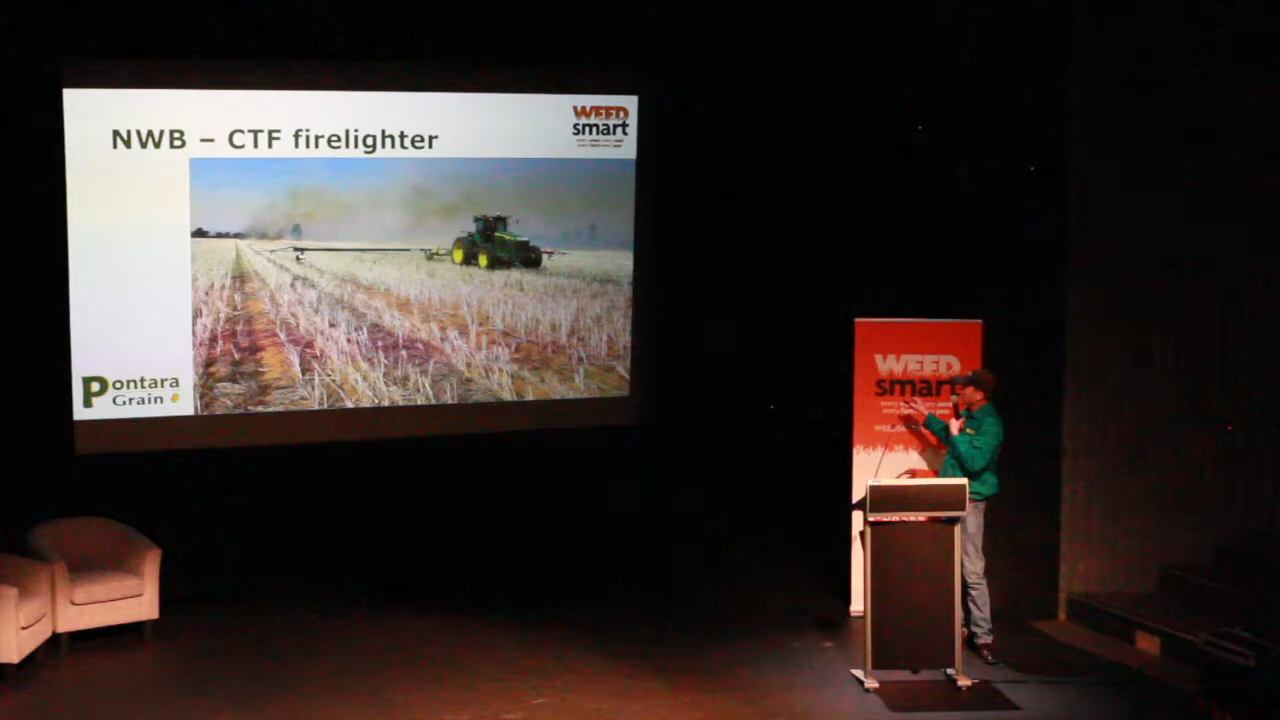 NWB – CTF firelighter
WEED
smart
Pontara
Grain
WEED
smart